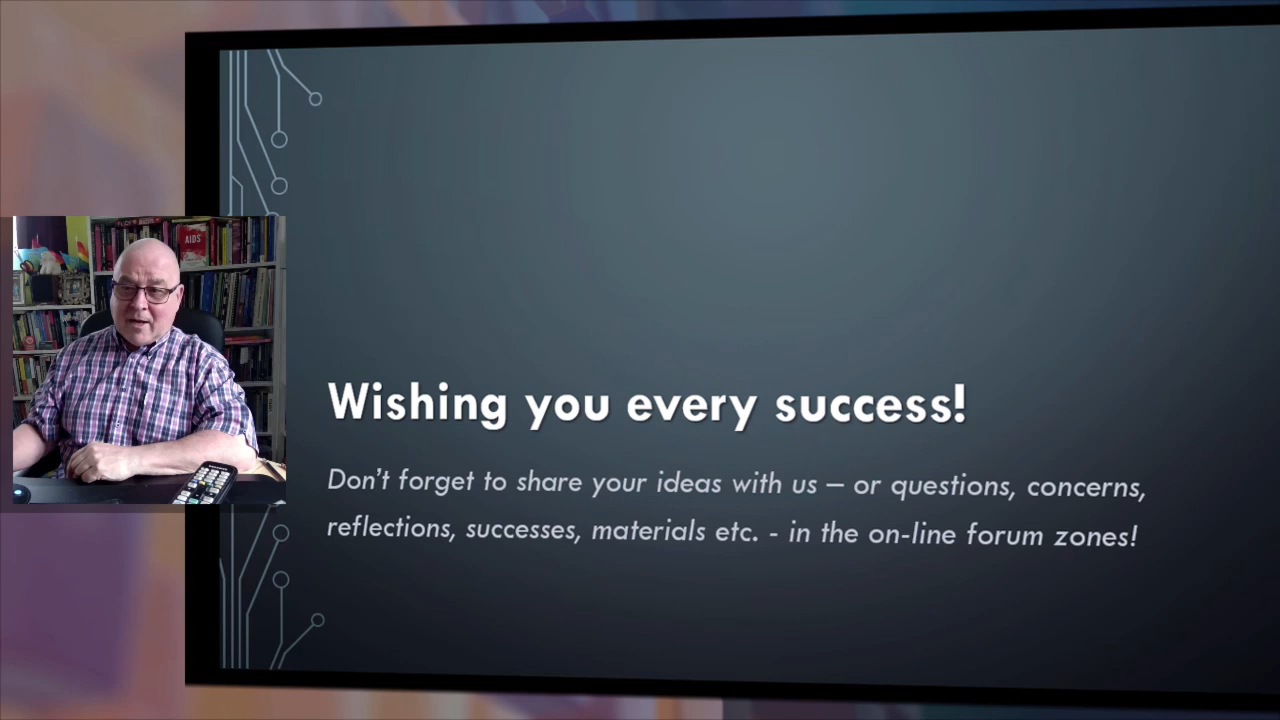 AIDS
Wishing you every success!
Don't forget to share your ideas with us – or questions, concerns,
reflections, successes, materials etc. - in the on-line forum zones!